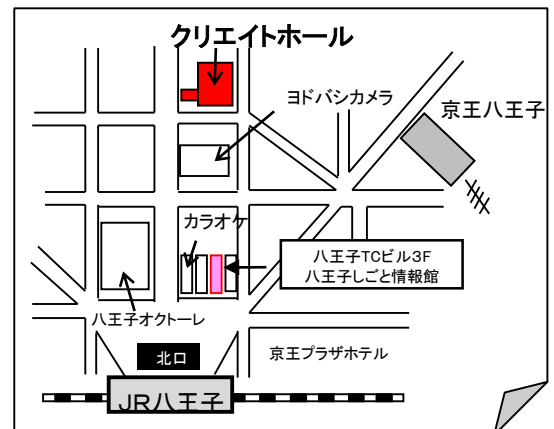 クリエイトホール
ヨドバシカメラ
京王八王子
カラオケ
八王子TCビル3F
八王子しごと情報館
八王子オクトーレ
北口
京王プラザホテル
JR八王子